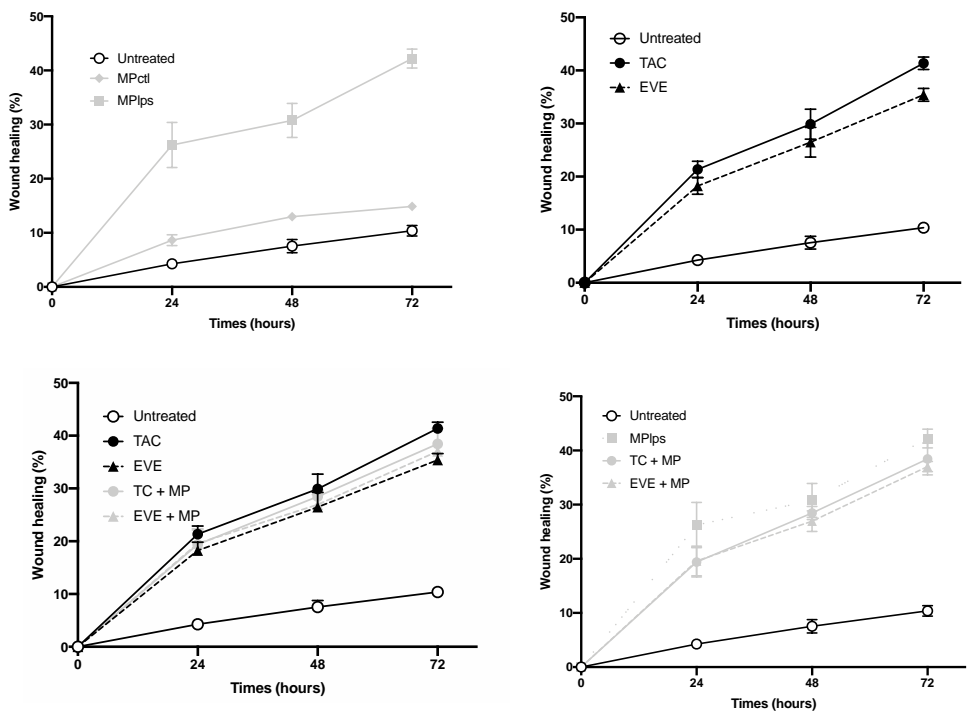 50
40
30
20
10
0
Wound healing (%)
Untreated
MPctl
MPlps
0 24 48 72
Times (hours)
50
40
30
20
10
0
Wound healing (%)
Untreated
TAC
EVE
0 24 48 72
Times (hours)
50
40
30
20
10
0
Wound healing (%)
Untreated
TAC
EVE
TC + MP
EVE + MP
0 24 48 72
Times (hours)
50
40
30
20
10
0
Wound healing (%)
Untreated
MPlps
TC + MP
EVE + MP
0 24 48 72
Times (hours)